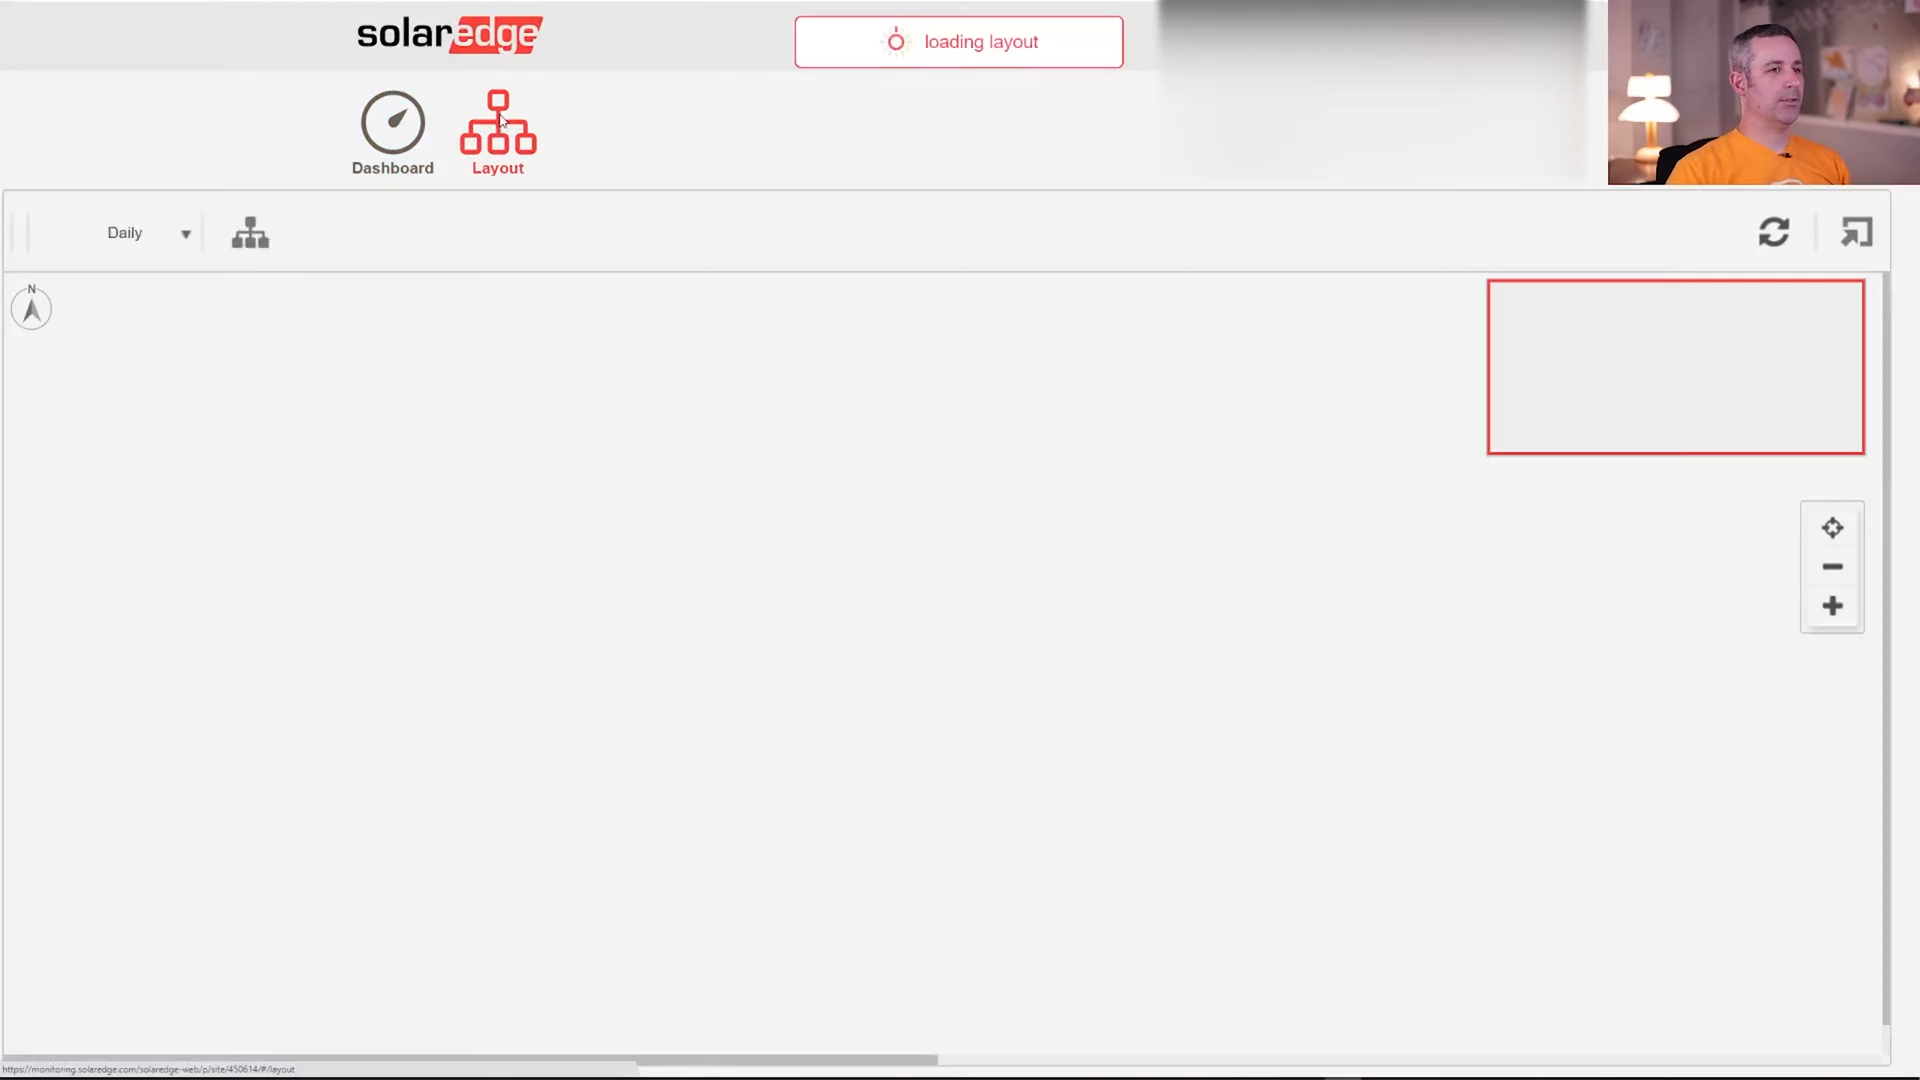 solaredge
loading layout
Dashboard
Layout
Daily
N
https://monitoring.solaredge.com/solaredge-web/p/site/450614/#/layout